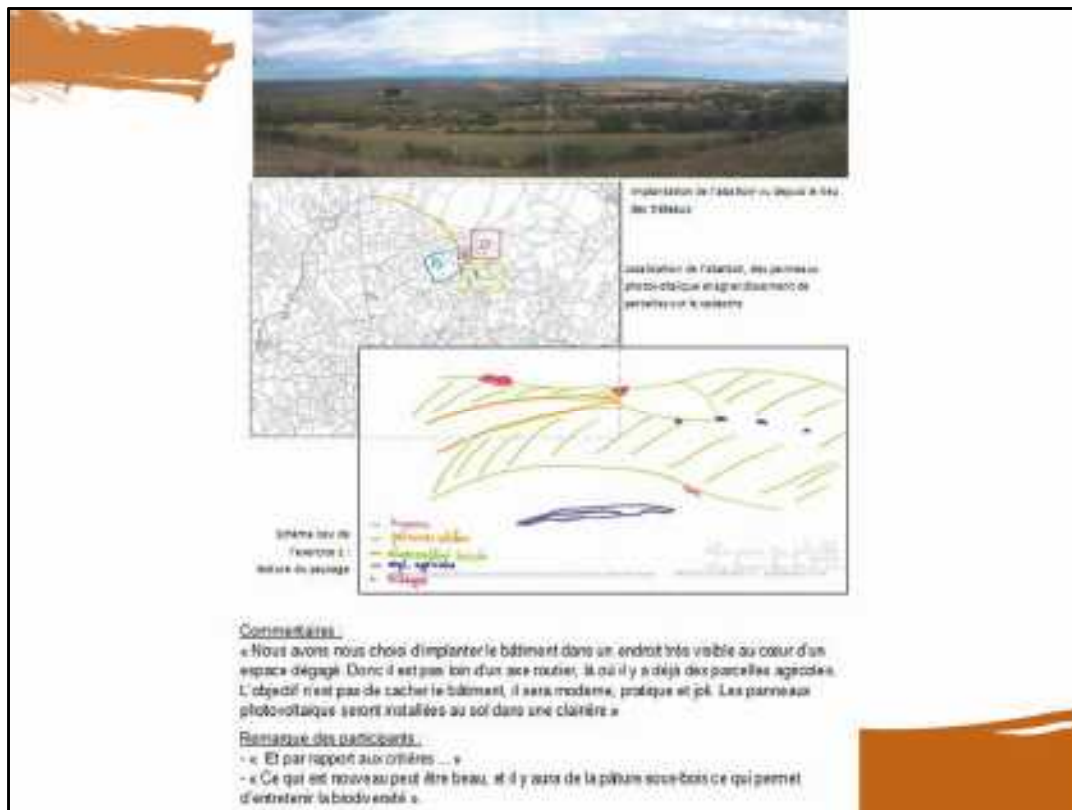 Implantation de l'abattoir vu depuis le lieu
des
Localisation de l'abattoir, des panneaux
photovoltaïque et agrandissement de
parcelles sur le cadastre
Schéma issu de
l'exercice 1 :
lecture du paysage
Commentaires :
« Nous avons nous choisi d'implanter le bâtiment dans un endroit très visible au cœur d'un
espace dégagé. Donc il est pas loin d'un axe routier, là où il y a déjà des parcelles agricoles.
L'objectif n'est pas de cacher le bâtiment, il sera moderne, pratique et joli. Les panneaux
photovoltaïque seront installées au sol dans une clairière »
Remarque des participants :
- « Et par rapport aux critères ... »
- « Ce qui est nouveau peut être beau, et il y aura de la pâture sous-bois ce qui permet
d'entretenir la biodiversité ».